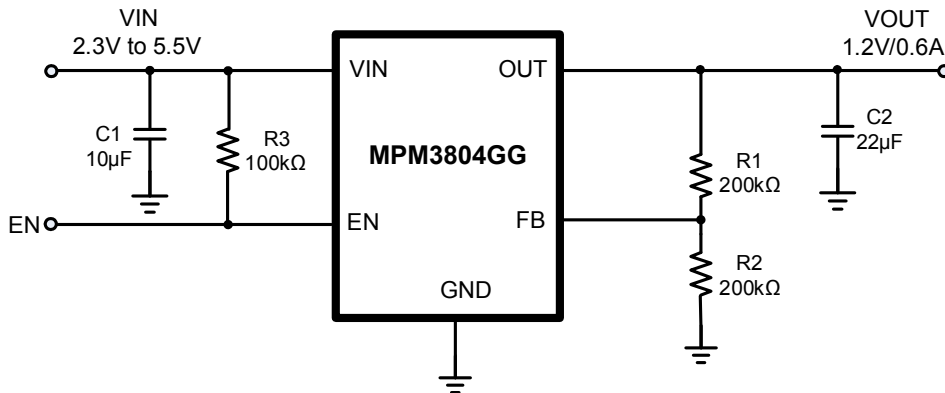 VIN
2.3V to 5.5V
VOUT
1.2V/0.6A
VIN
OUT
C1
10µF
R3
100kΩ
MPM3804GG
R1
200kΩ
C2
22µF
EN
EN
FB
R2
200kΩ
GND